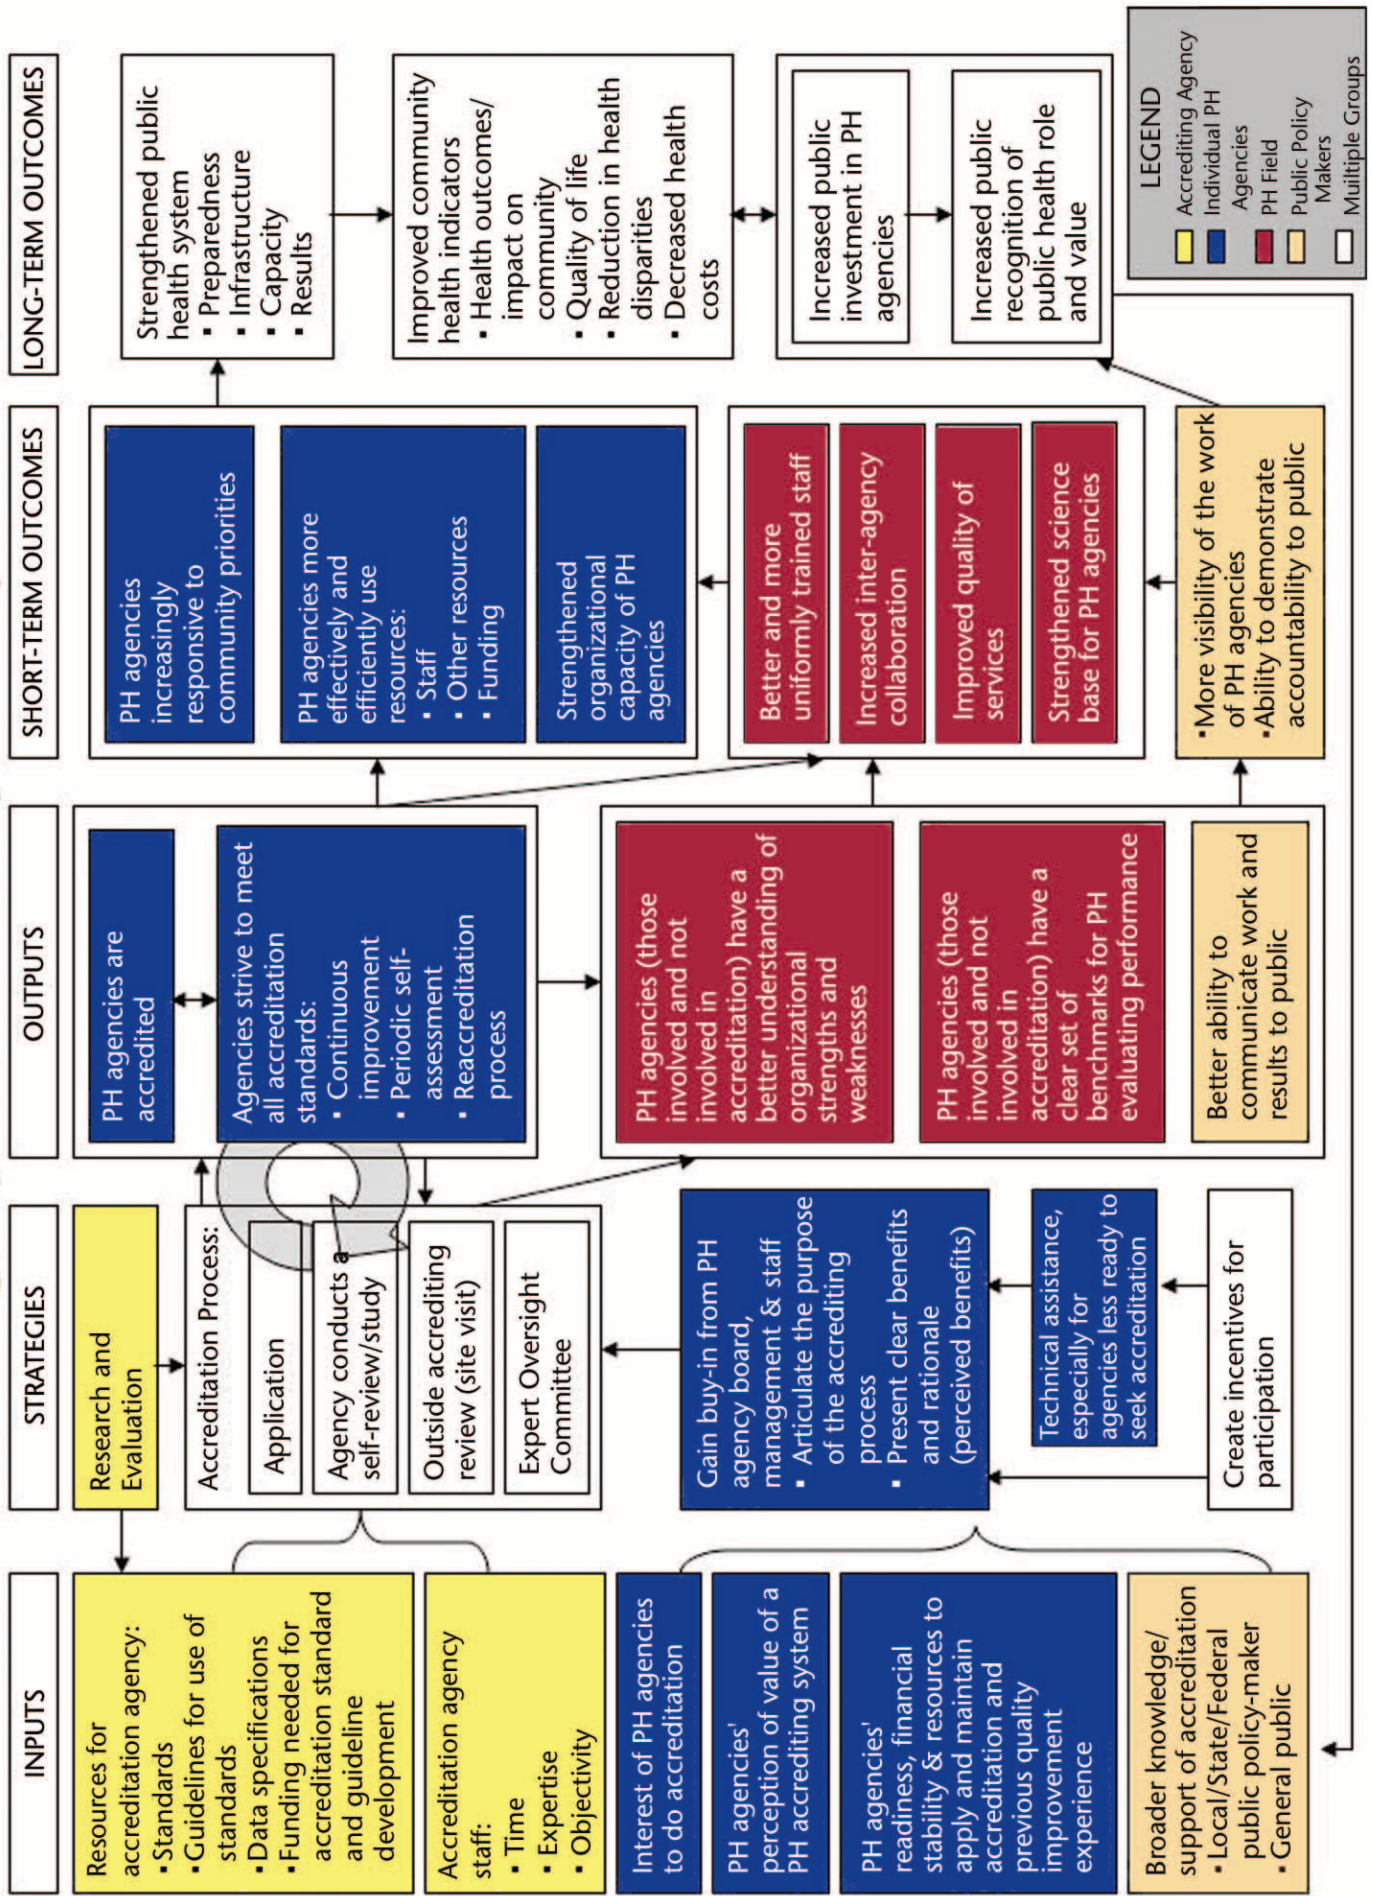 INPUTS
Resources for
accreditation agency:
▪ Standards
▪ Guidelines for use of
standards
▪ Data specifications
▪ Funding needed for
accreditation standard
and guideline
development
Accreditation agency
staff:
▪ Time
▪ Expertise
▪ Objectivity
Interest of PH agencies
to do accreditation
PH agencies'
perception of value of a
PH accrediting system
PH agencies'
readiness, financial
stability & resources to
apply and maintain
accreditation and
previous quality
improvement
experience
Broader knowledge/
support of accreditation
▪ Local/State/Federal
public policy-maker
▪ General public
STRATEGIES
Research and
Evaluation
Accreditation Process:
Application
Agency conducts a
self-review/study
Outside accrediting
review (site visit)
Expert Oversight
Committee
Gain buy-in from PH
agency board,
management & staff
▪ Articulate the purpose
of the accrediting
process
▪ Present clear benefits
and rationale
(perceived benefits)
Technical assistance,
especially for
agencies less ready to
seek accreditation
Create incentives for
participation
OUTPUTS
PH agencies are
accredited
Agencies strive to meet
all accreditation
standards:
▪ Continuous
improvement
▪ Periodic self-
assessment
▪ Reaccreditation
process
PH agencies (those
involved and not
involved in
accreditation) have a
better understanding of
organizational
strengths and
weaknesses
PH agencies (those
involved and not
involved in
accreditation) have a
clear set of
benchmarks for PH
evaluating performance
Better ability to
communicate work and
results to public
SHORT-TERM OUTCOMES
PH agencies
increasingly
responsive to
community priorities
PH agencies more
effectively and
efficiently use
resources:
▪ Staff
▪ Other resources
▪ Funding
Strengthened
organizational
capacity of PH
agencies
Better and more
uniformly trained staff
Increased inter-agency
collaboration
Improved quality of
services
Strengthened science
base for PH agencies
▪More visibility of the work
of PH agencies
▪Ability to demonstrate
accountability to public
LONG-TERM OUTCOMES
Strengthened public
health system
▪ Preparedness
▪ Infrastructure
▪ Capacity
▪ Results
Improved community
health indicators
▪ Health outcomes/
impact on
community
▪ Quality of life
▪ Reduction in health
disparities
▪ Decreased health
costs
Increased public
investment in PH
agencies
Increased public
recognition of
public health role
and value
LEGEND
Accrediting Agency
Individual PH
Agencies
PH Field
Public Policy
Makers
Multiple Groups